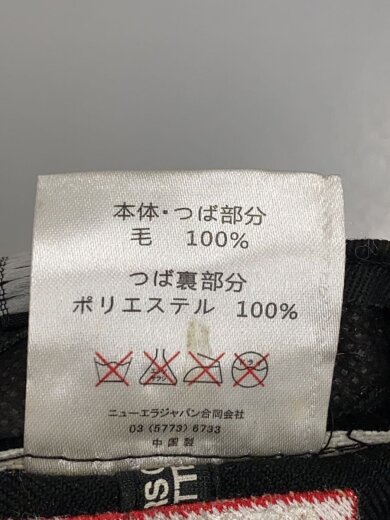 本体・つば部分
毛 100%
つば裏部分
ポリエステル 100%
ニューエラジャパン合同会社
03 (5773) 6733
中国製